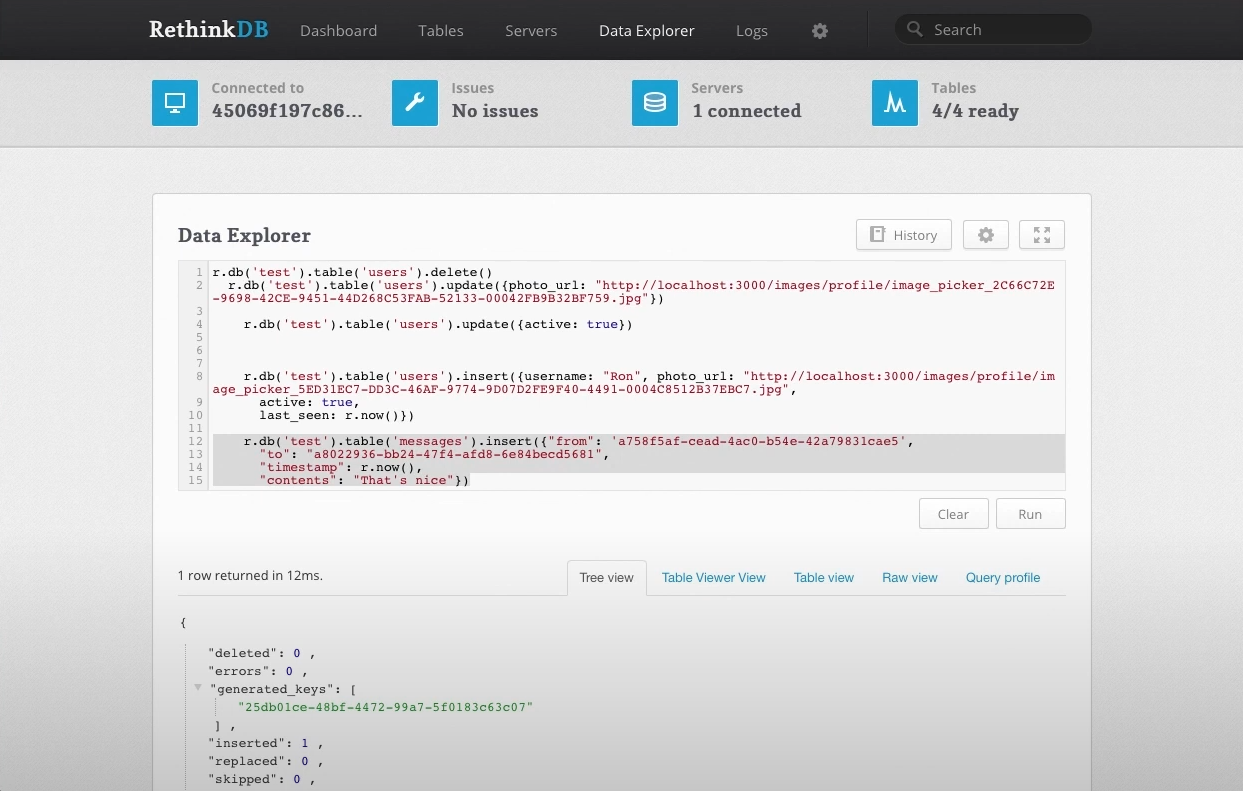 RethinkDB Dashboard Tables Servers Data Explorer Logs Search
Connected to
45069f197c86...
Issues
No issues
Servers
1 connected
Tables
4/4 ready
Data Explorer
History
1 r.db('test').table('users').delete()
2 r.db('test').table('users').update({photo_url: "http://localhost:3000/images/profile/image_picker_2C66C72E
-9698-42CE-9451-44D268C53FAB-52133-00042FB9B32BF759.jpg"})
3
4 r.db('test').table('users').update({active: true})
5
6
7
8 r.db('test').table('users').insert({username: "Ron", photo_url: "http://localhost:3000/images/profile/im
age_picker_5ED31EC7-DD3C-46AF-9774-9D07D2FE9F40-4491-0004C8512B37EBC7.jpg",
9 active: true,
10 last_seen: r.now()})
11
12 r.db('test').table('messages').insert({"from": 'a758f5af-cead-4ac0-b54e-42a79831cae5',
13 "to": "a8022936-bb24-47f4-afd8-6e84becd5681",
14 "timestamp": r.now(),
15 "contents": "That's nice"})
Clear Run
1 row returned in 12ms.
Tree view Table Viewer View Table view Raw view Query profile
{
"deleted": 0 ,
"errors": 0 ,
"generated_keys": [
"25db01ce-48bf-4472-99a7-5f0183c63c07"
] ,
"inserted": 1 ,
"replaced": 0 ,
"skipped": 0 ,